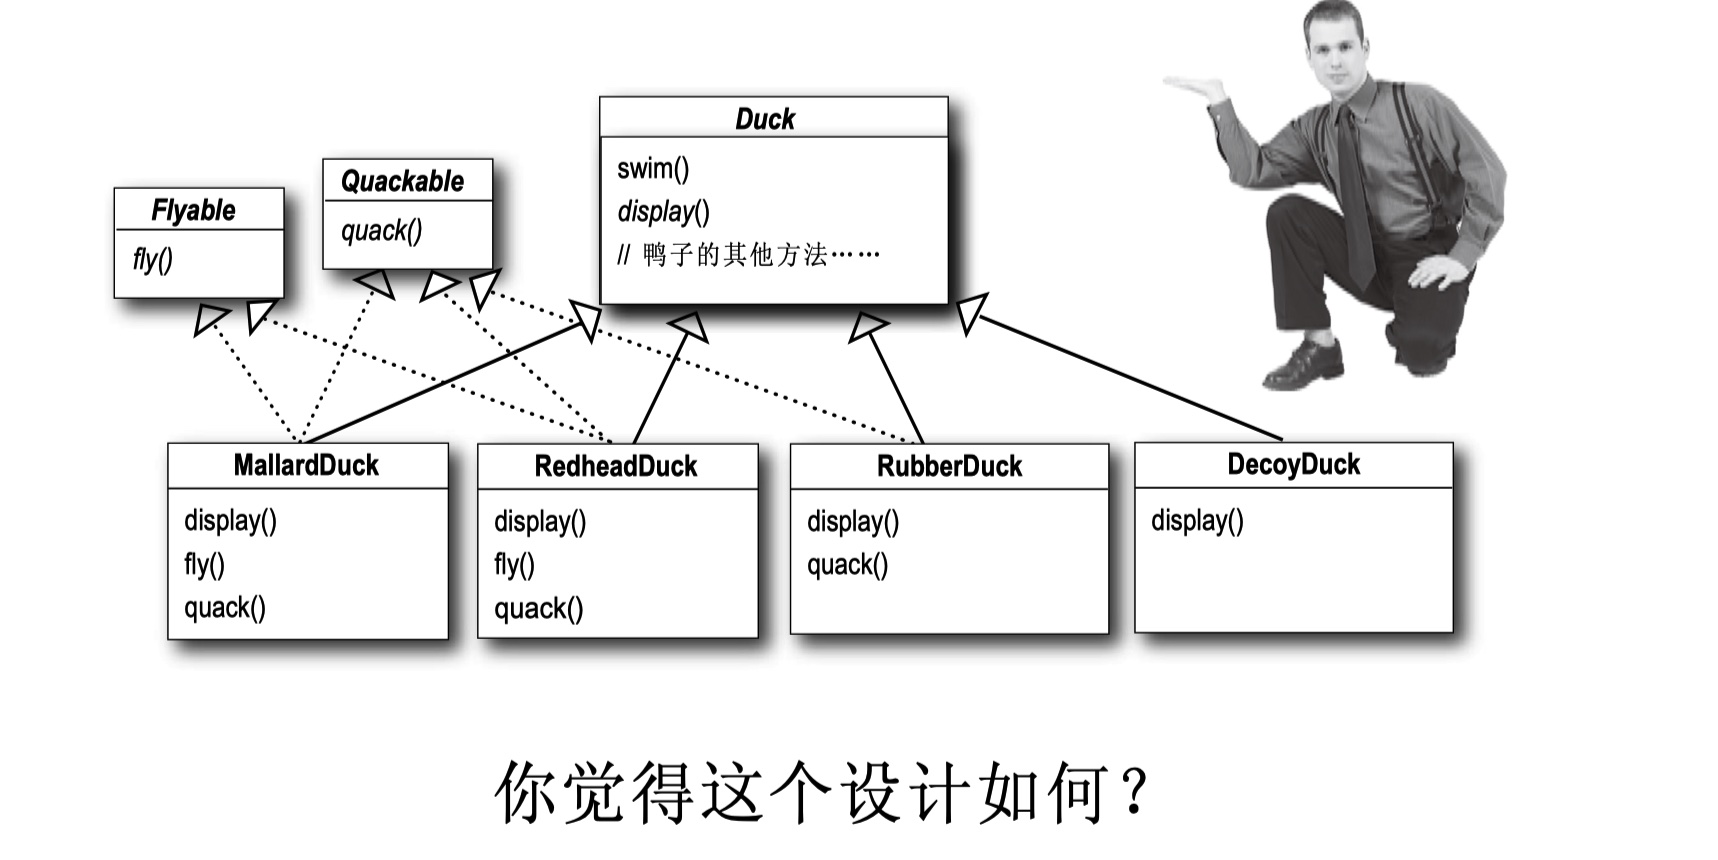 Duck
swim()
display()
// 鸭子的其他方法……
Quackable
quack()
Flyable
fly()
MallardDuck
display()
fly()
quack()
RedheadDuck
display()
fly()
quack()
RubberDuck
display()
quack()
DecoyDuck
display()
你觉得这个设计如何？